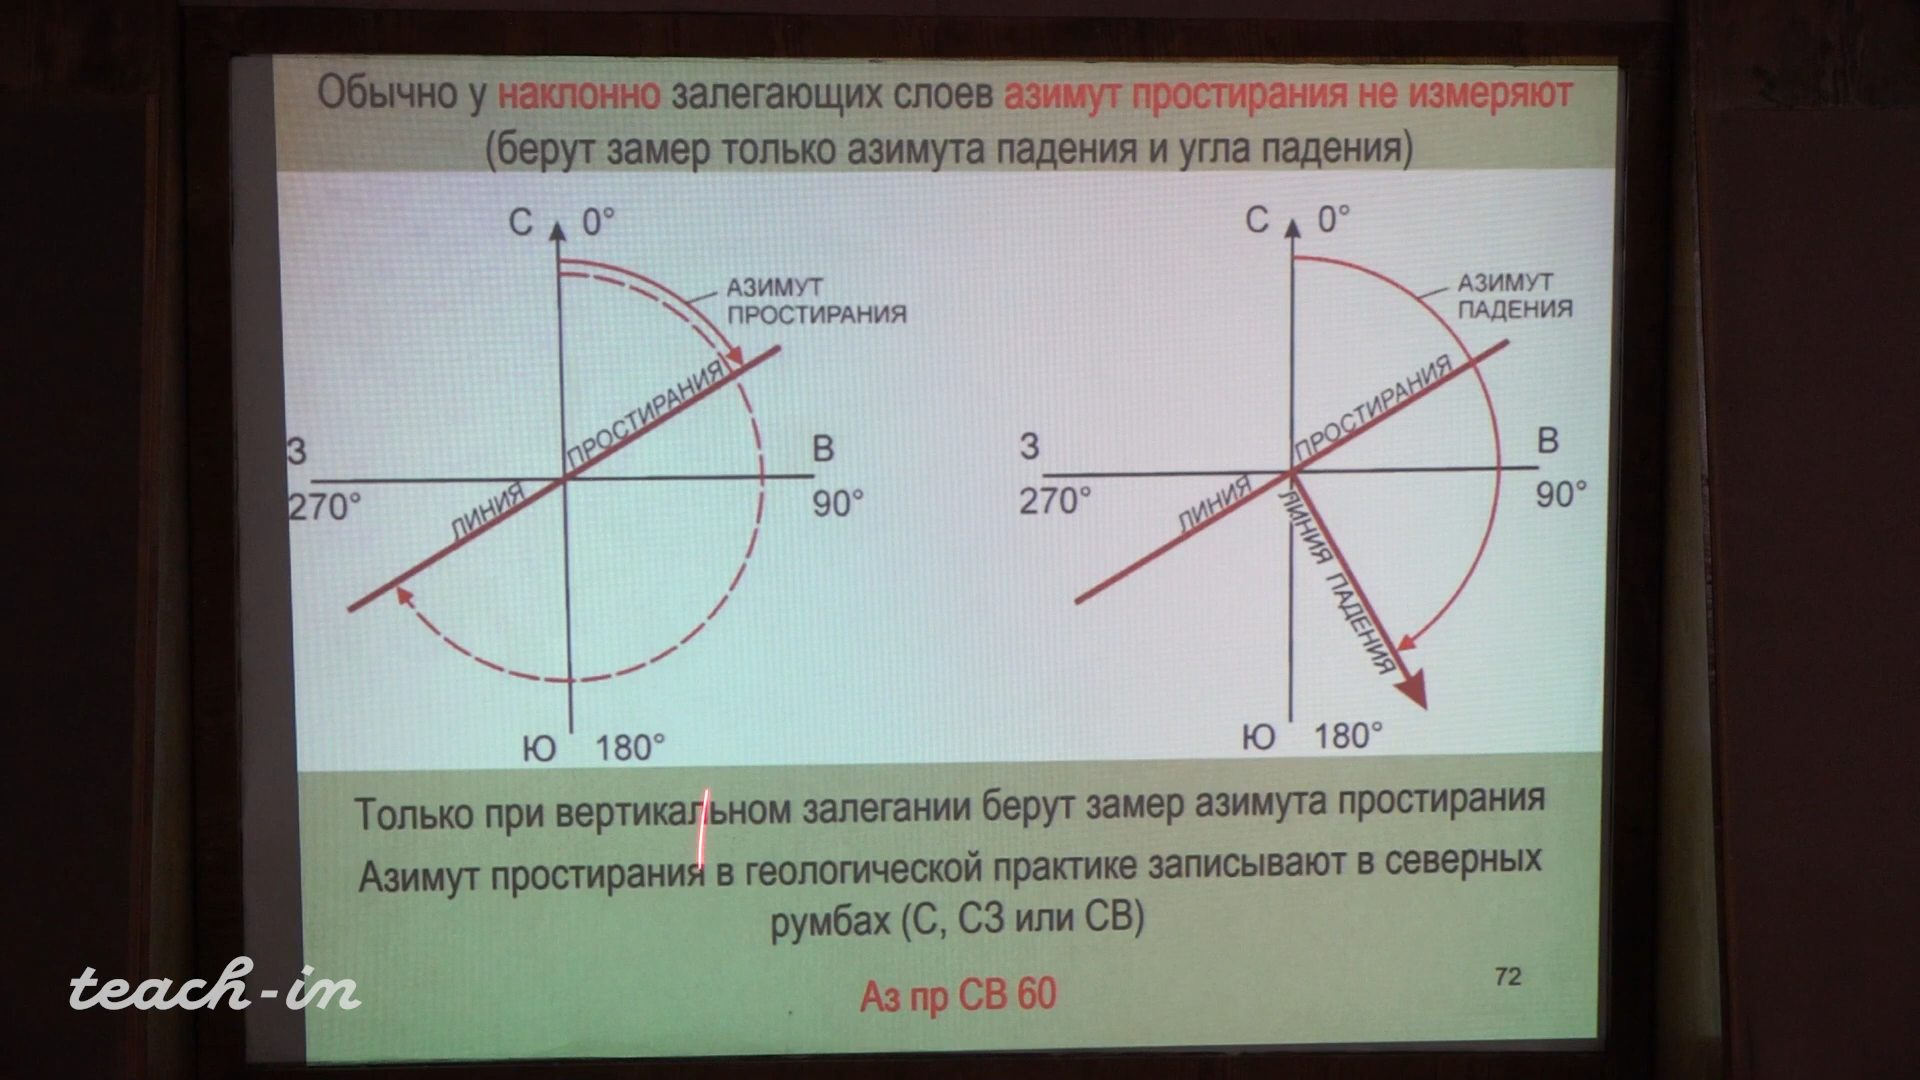 Обычно у наклонно залегающих слоев азимут простирания не измеряют
(берут замер только азимута падения и угла падения)
С 0°
АЗИМУТ
ПРОСТИРАНИЯ
З
270°
В
90°
ЛИНИЯ ПРОСТИРАНИЯ
Ю 180°
С 0°
АЗИМУТ
ПАДЕНИЯ
З
270°
В
90°
ЛИНИЯ ПРОСТИРАНИЯ
ЛИНИЯ ПАДЕНИЯ
Ю 180°
Только при вертикальном залегании берут замер азимута простирания
Азимут простирания в геологической практике записывают в северных
румбах (С, СЗ или СВ)
Аз пр СВ 60
72
teach-in